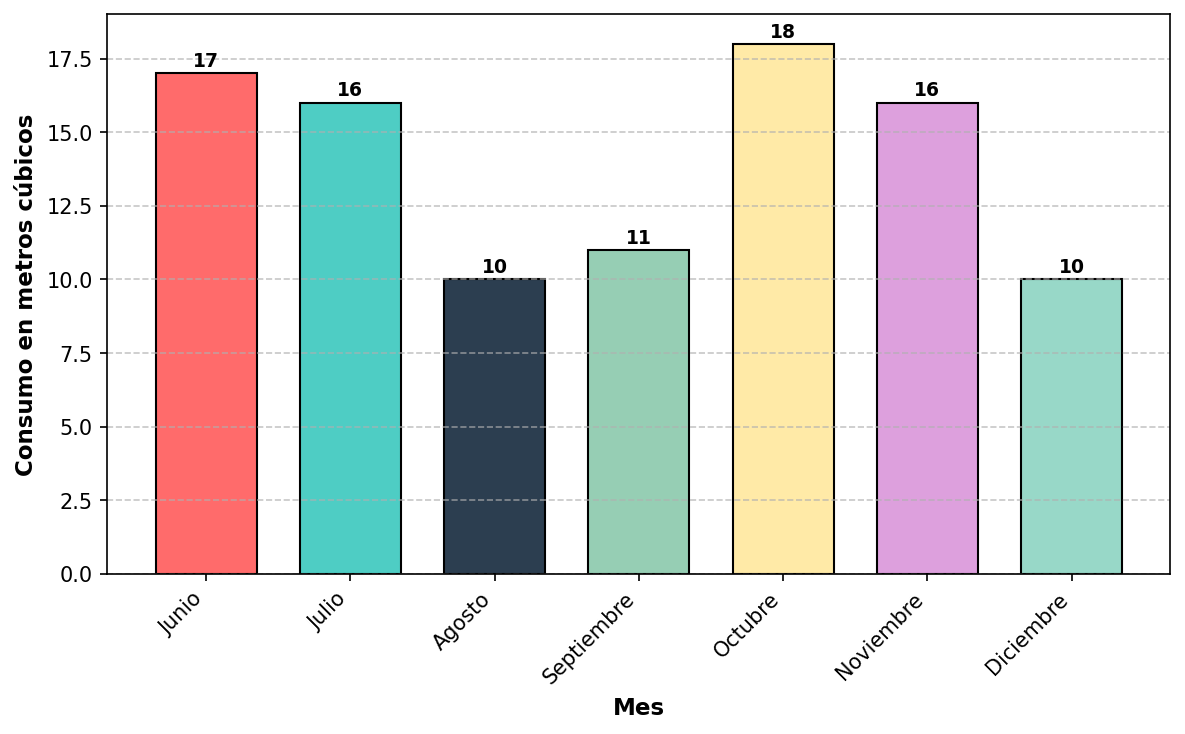 17
16
10
11
18
16
10
17.5
15.0
12.5
10.0
7.5
5.0
2.5
0.0
Consumo en metros cúbicos
Junio
Julio
Agosto
Septiembre
Octubre
Noviembre
Diciembre
Mes